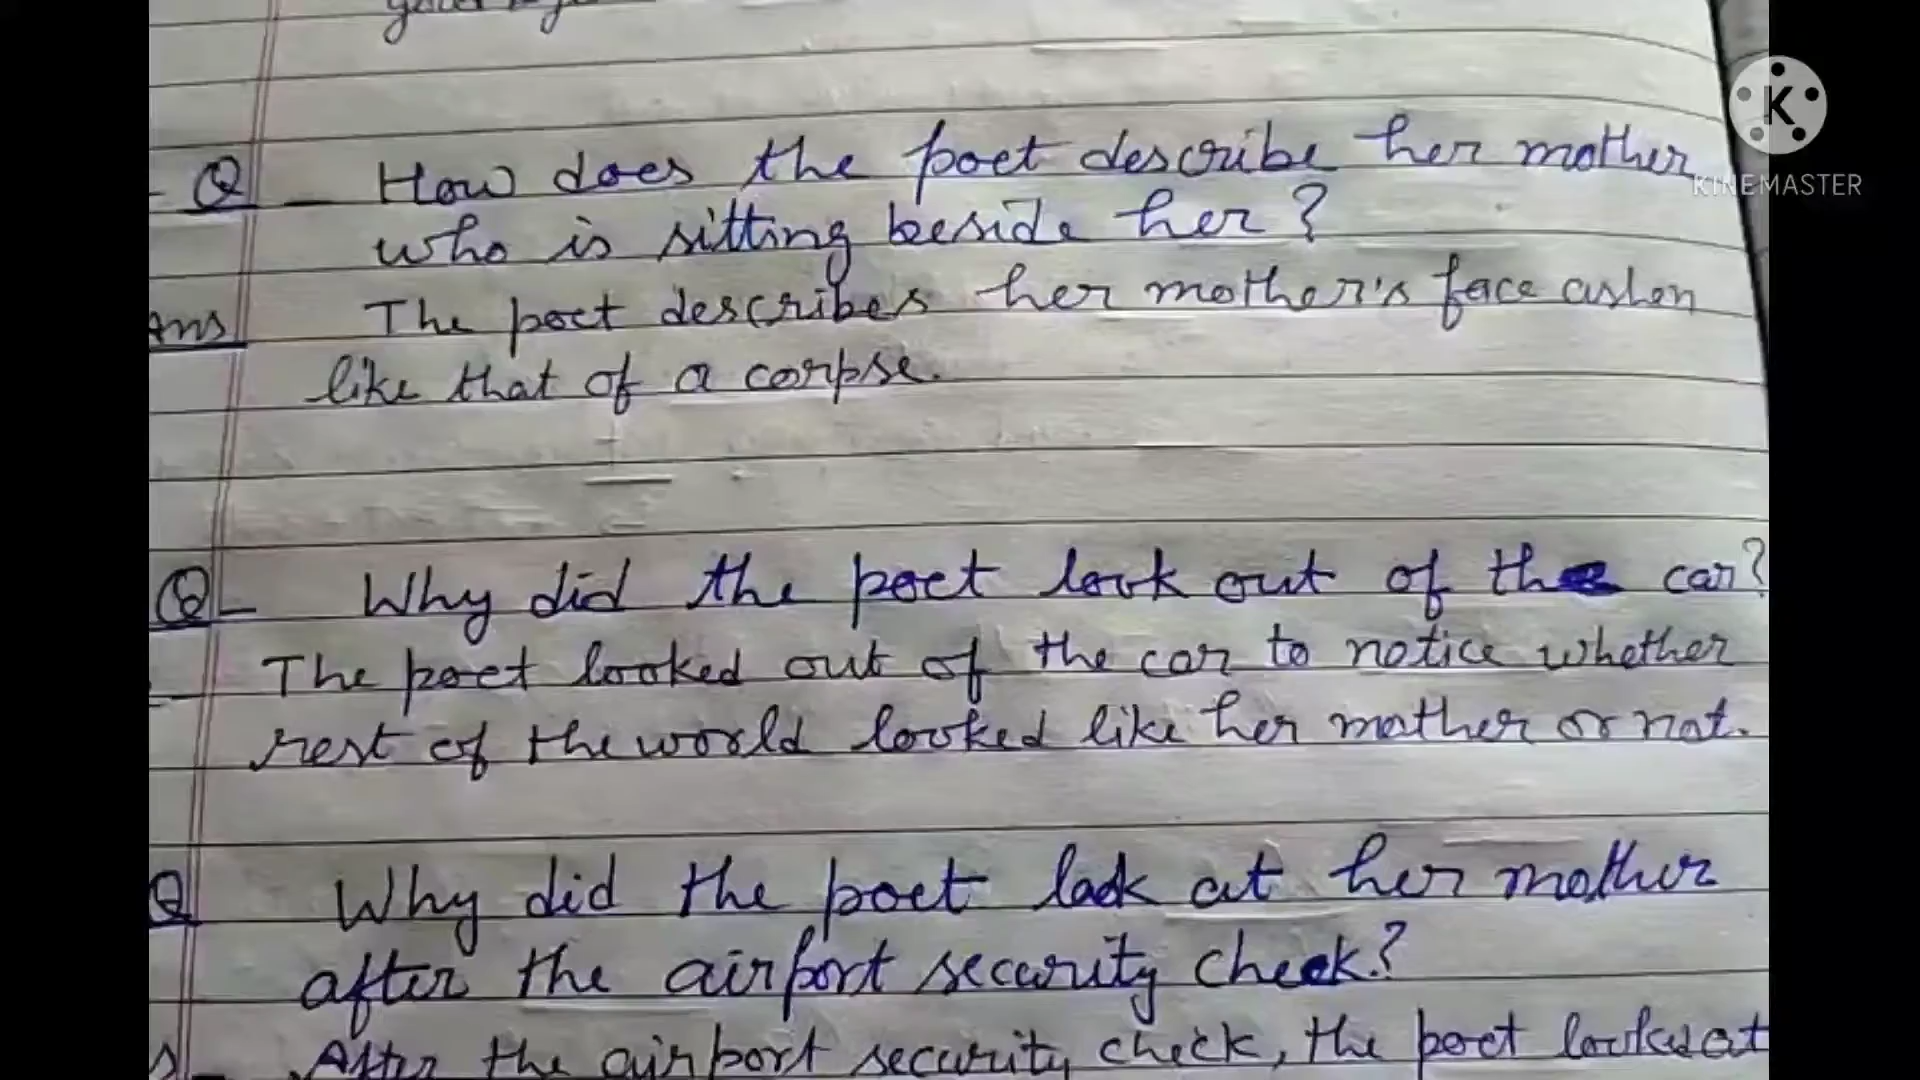 Q - How does the poet describe her mother
who is sitting beside her?
Ans The poet describes her mother's face ashen
like that of a corpse.
Q - Why did the poet look out of the car?
The poet looked out of the car to notice whether
rest of the world looked like her mother or not.
Q Why did the poet look at her mother
after the airport security check?
After the airport security check, the poet looked at
K
KINEMASTER